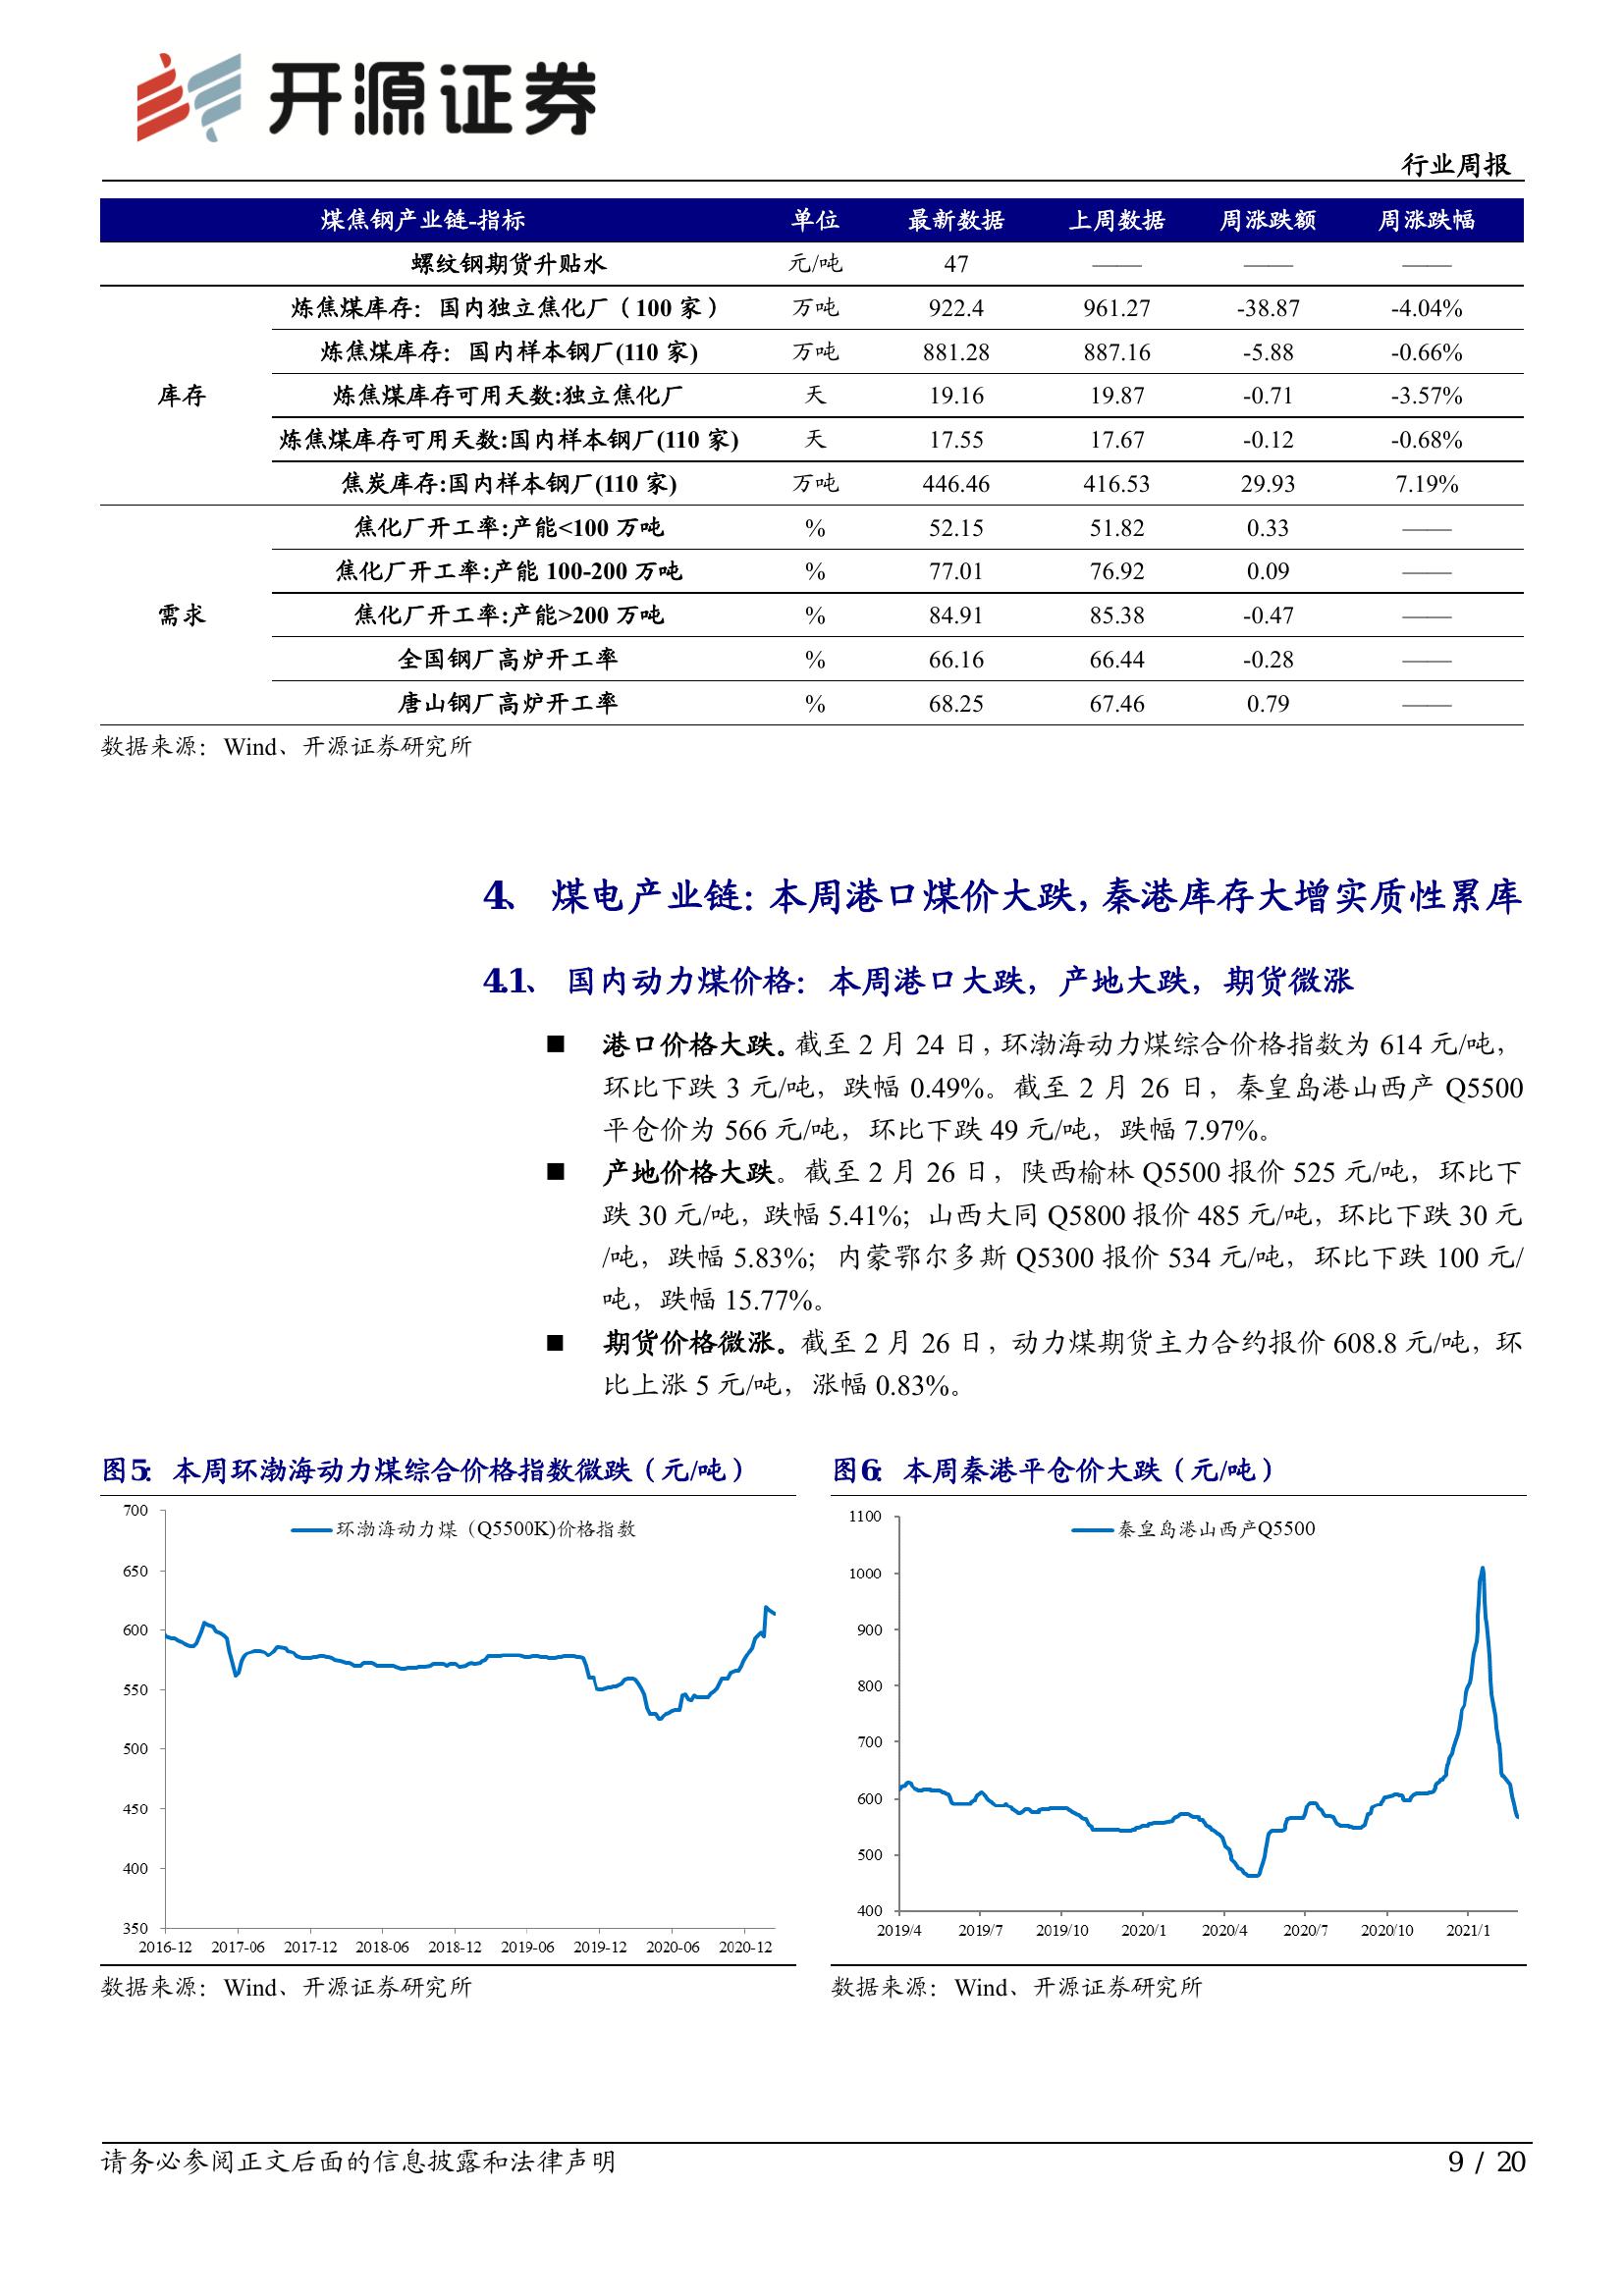 开源证券
行业周报
煤焦钢产业链-指标 单位 最新数据 上周数据 周涨跌额 周涨跌幅
螺纹钢期货升贴水 元/吨 47 —— —— ——
库存
炼焦煤库存：国内独立焦化厂（100 家） 万吨 922.4 961.27 -38.87 -4.04%
炼焦煤库存：国内样本钢厂(110 家) 万吨 881.28 887.16 -5.88 -0.66%
炼焦煤库存可用天数:独立焦化厂 天 19.16 19.87 -0.71 -3.57%
炼焦煤库存可用天数:国内样本钢厂(110 家) 天 17.55 17.67 -0.12 -0.68%
焦炭库存:国内样本钢厂(110 家) 万吨 446.46 416.53 29.93 7.19%
需求
焦化厂开工率:产能<100 万吨 % 52.15 51.82 0.33 ——
焦化厂开工率:产能 100-200 万吨 % 77.01 76.92 0.09 ——
焦化厂开工率:产能>200 万吨 % 84.91 85.38 -0.47 ——
全国钢厂高炉开工率 % 66.16 66.44 -0.28 ——
唐山钢厂高炉开工率 % 68.25 67.46 0.79 ——
数据来源：Wind、开源证券研究所
4、 煤电产业链：本周港口煤价大跌，秦港库存大增实质性累库
4.1、 国内动力煤价格：本周港口大跌，产地大跌，期货微涨
■ 港口价格大跌。截至 2 月 24 日，环渤海动力煤综合价格指数为 614 元/吨，
环比下跌 3 元/吨，跌幅 0.49%。截至 2 月 26 日，秦皇岛港山西产 Q5500
平仓价为 566 元/吨，环比下跌 49 元/吨，跌幅 7.97%。
■ 产地价格大跌。截至 2 月 26 日，陕西榆林 Q5500 报价 525 元/吨，环比下
跌 30 元/吨，跌幅 5.41%；山西大同 Q5800 报价 485 元/吨，环比下跌 30 元
/吨，跌幅 5.83%；内蒙鄂尔多斯 Q5300 报价 534 元/吨，环比下跌 100 元/
吨，跌幅 15.77%。
■ 期货价格微涨。截至 2 月 26 日，动力煤期货主力合约报价 608.8 元/吨，环
比上涨 5 元/吨，涨幅 0.83%。
图5： 本周环渤海动力煤综合价格指数微跌（元/吨）
700
环渤海动力煤（Q5500K)价格指数
650
600
550
500
450
400
350
2016-12 2017-06 2017-12 2018-06 2018-12 2019-06 2019-12 2020-06 2020-12
数据来源：Wind、开源证券研究所
图6： 本周秦港平仓价大跌（元/吨）
1100
秦皇岛港山西产Q5500
1000
900
800
700
600
500
400
2019/4 2019/7 2019/10 2020/1 2020/4 2020/7 2020/10 2021/1
数据来源：Wind、开源证券研究所
请务必参阅正文后面的信息披露和法律声明
9 / 20